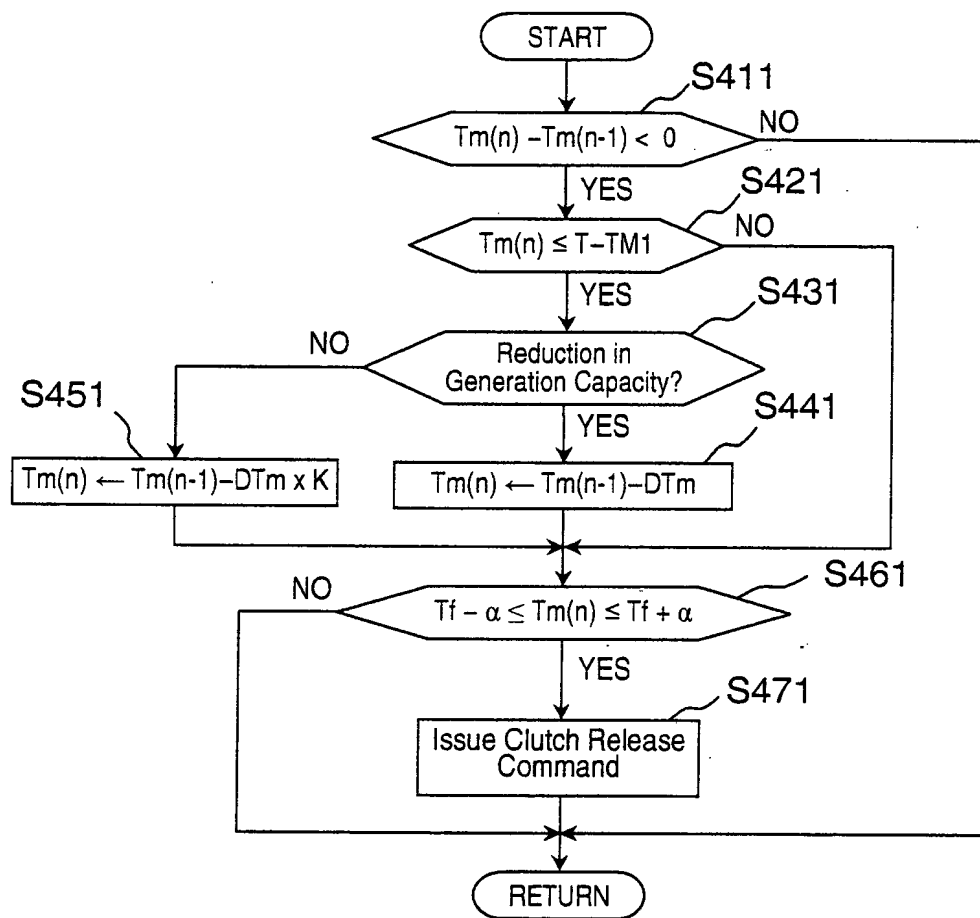 START
S411
Tm(n) –Tm(n-1) < 0
NO
YES
S421
Tm(n) ≤ T–TM1
NO
YES
S431
NO
Reduction in
Generation Capacity?
S451
YES
S441
Tm(n) ← Tm(n-1)–DTm x K
Tm(n) ← Tm(n-1)–DTm
S461
NO
Tf – α ≤ Tm(n) ≤ Tf + α
YES
S471
Issue Clutch Release
Command
RETURN